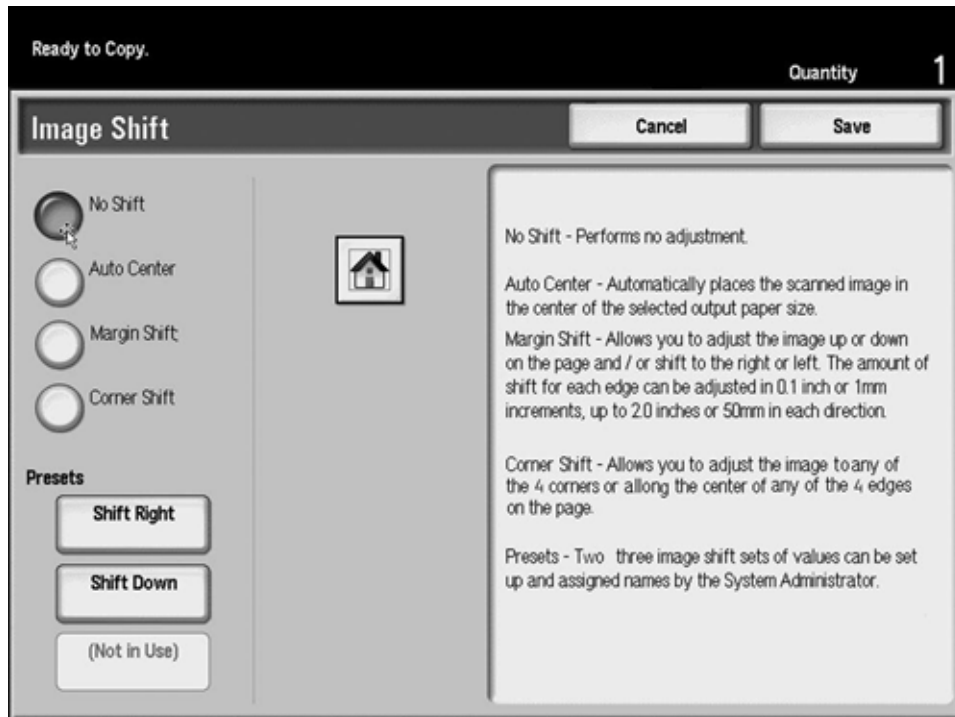 Ready to Copy.
Quantity 1
Image Shift
Cancel
Save
No Shift
Auto Center
Margin Shift
Corner Shift
Presets
Shift Right
Shift Down
(Not in Use)
No Shift - Performs no adjustment.
Auto Center - Automatically places the scanned image in
the center of the selected output paper size.
Margin Shift - Allows you to adjust the image up or down
on the page and / or shift to the right or left. The amount of
shift for each edge can be adjusted in 0.1 inch or 1mm
increments, up to 2.0 inches or 50mm in each direction.
Corner Shift - Allows you to adjust the image to any of
the 4 corners or allong the center of any of the 4 edges
on the page.
Presets - Two three image shift sets of values can be set
up and assigned names by the System Administrator.